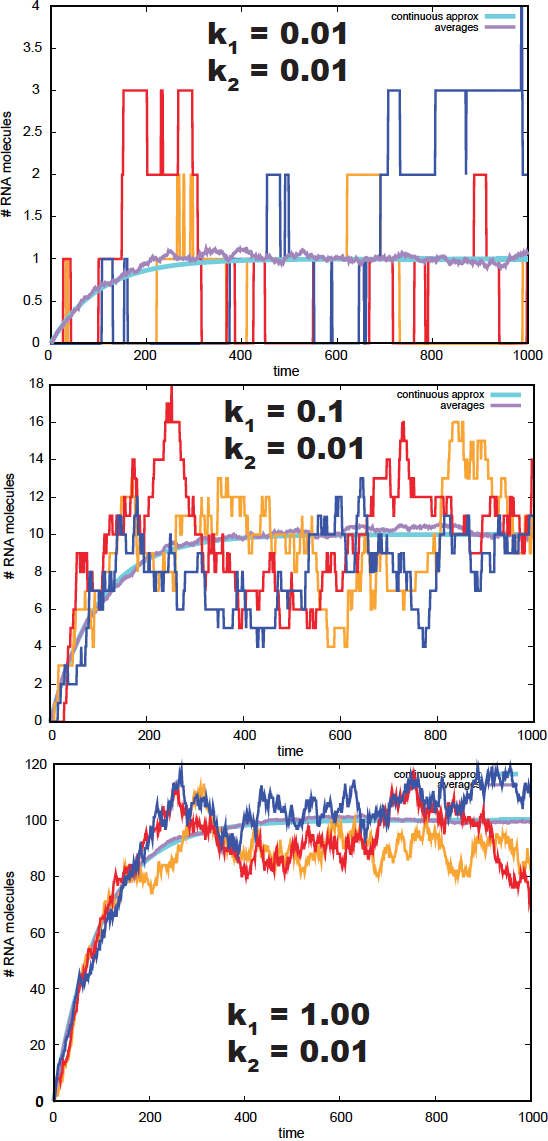 4
3.5
3
2.5
2
1.5
1
0.5
0
# RNA molecules
continuous approx
averages
k1 = 0.01
k2 = 0.01
0 200 400 600 800 1000
time
18
16
14
12
10
8
6
4
2
0
# RNA molecules
continuous approx
averages
k1 = 0.1
k2 = 0.01
0 200 400 600 800 1000
time
120
100
80
60
40
20
0
# RNA molecules
continuous approx
averages
k1 = 1.00
k2 = 0.01
0 200 400 600 800 1000
time